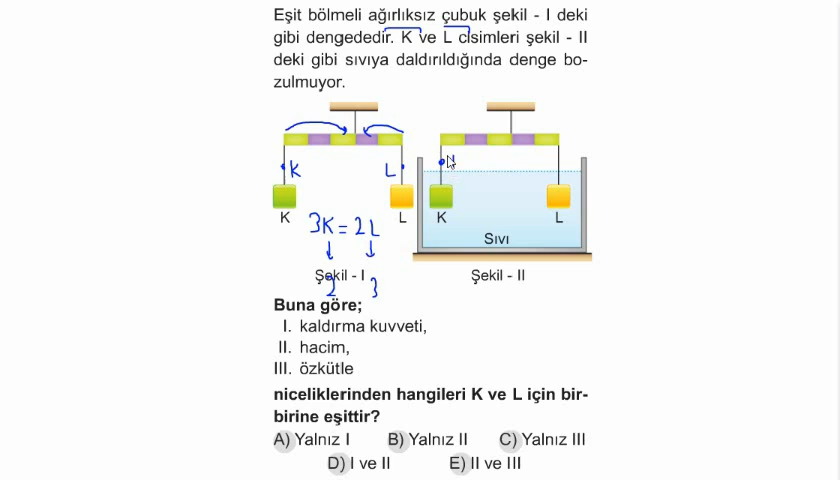 Eşit bölmeli ağırlıksız çubuk şekil - I deki
gibi dengededir. K ve L cisimleri şekil - II
deki gibi sıvıya daldırıldığında denge bo-
zulmuyor.
K L
K L K L
3K = 2L
Sıvı
Şekil - I Şekil - II
2 3
Buna göre;
I. kaldırma kuvveti,
II. hacim,
III. özkütle
niceliklerinden hangileri K ve L için bir-
birine eşittir?
A) Yalnız I B) Yalnız II C) Yalnız III
D) I ve II E) II ve III